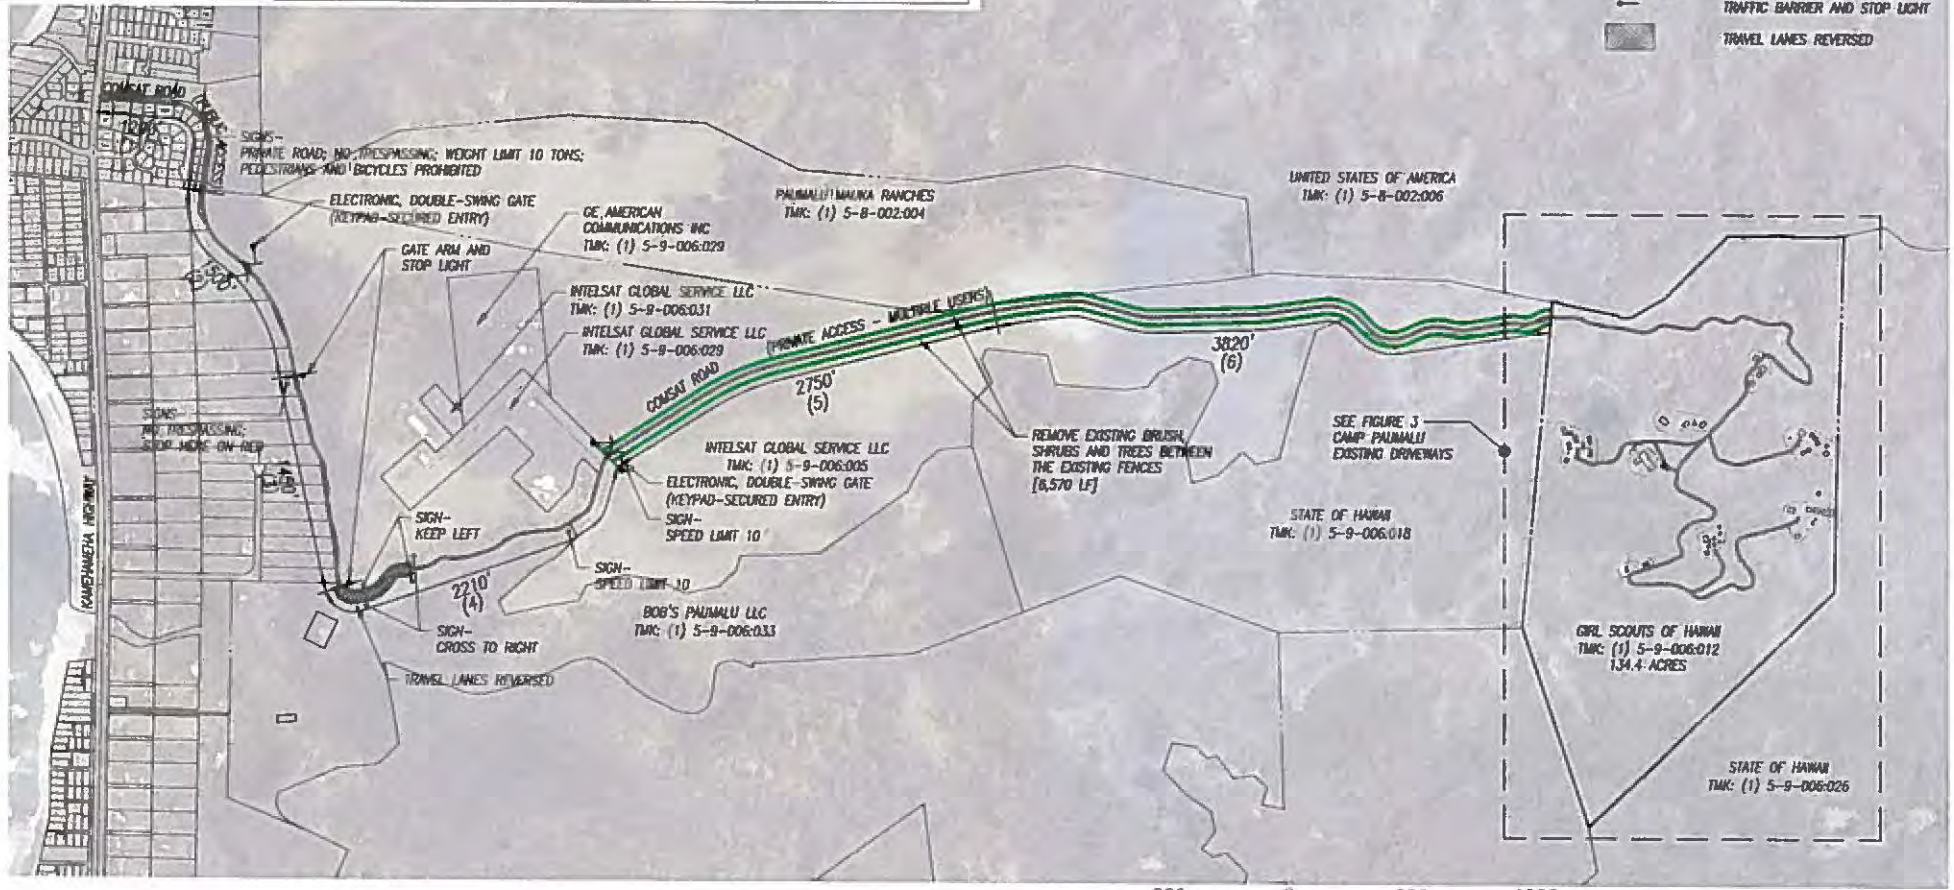 TRAFFIC BARRIER AND STOP LIGHT
TRAVEL LANES REVERSED
COMSAT ROAD
SIGNS-
PRIVATE ROAD; NO TRESPASSING; WEIGHT LIMIT 10 TONS;
PEDESTRIANS AND BICYCLES PROHIBITED
ELECTRONIC, DOUBLE-SWING GATE
(KEYPAD-SECURED ENTRY)
GATE ARM AND
STOP LIGHT
GE AMERICAN
COMMUNICATIONS INC
TMK: (1) 5-9-006:029
PAUMALU MAUKA RANCHES
TMK: (1) 5-8-002:004
UNITED STATES OF AMERICA
TMK: (1) 5-8-002:006
INTELSAT GLOBAL SERVICE LLC
TMK: (1) 5-9-006:031
INTELSAT GLOBAL SERVICE LLC
TMK: (1) 5-9-006:029
COMSAT ROAD
(PRIVATE ACCESS - MULTIPLE USERS)
2750'
(5)
3820'
(6)
SIGNS-
NO TRESPASSING;
STOP HERE ON RED
KAMEHAMEHA HIGHWAY
INTELSAT GLOBAL SERVICE LLC
TMK: (1) 5-9-006:005
ELECTRONIC, DOUBLE-SWING GATE
(KEYPAD-SECURED ENTRY)
SIGN-
SPEED LIMIT 10
REMOVE EXISTING BRUSH,
SHRUBS AND TREES BETWEEN
THE EXISTING FENCES
[6,570 LF]
SEE FIGURE 3
CAMP PAUMALU
EXISTING DRIVEWAYS
STATE OF HAWAII
TMK: (1) 5-9-006:018
SIGN-
KEEP LEFT
SIGN-
SPEED LIMIT 10
2210'
(4)
BOB'S PAUMALU LLC
TMK: (1) 5-9-006:033
SIGN-
CROSS TO RIGHT
TRAVEL LANES REVERSED
GIRL SCOUTS OF HAWAII
TMK: (1) 5-9-006:012
134.4 ACRES
STATE OF HAWAII
TMK: (1) 5-9-006:026